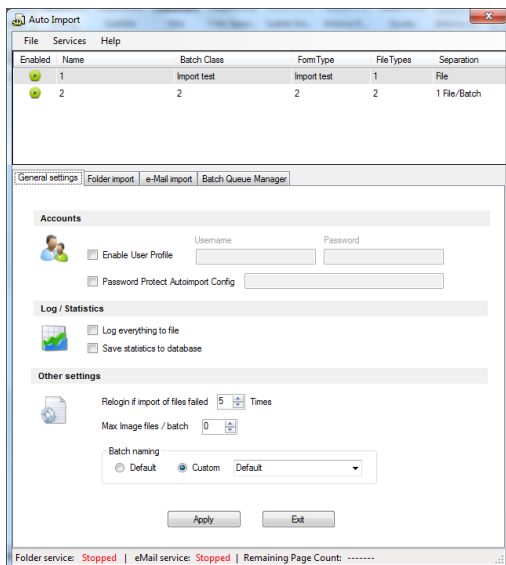 Auto Import
File Services Help
Enabled Name Batch Class Form Type File Types Separation
1 Import test Import test 1 File
2 2 2 2 1 File/Batch
General settings Folder import e-Mail import Batch Queue Manager
Accounts
Username Password
Enable User Profile
Password Protect Autoimport Config
Log / Statistics
Log everything to file
Save statistics to database
Other settings
Relogin if import of files failed 5 Times
Max Image files / batch 0
Batch naming
Default Custom Default
Apply Exit
Folder service: Stopped | eMail service: Stopped | Remaining Page Count: -------